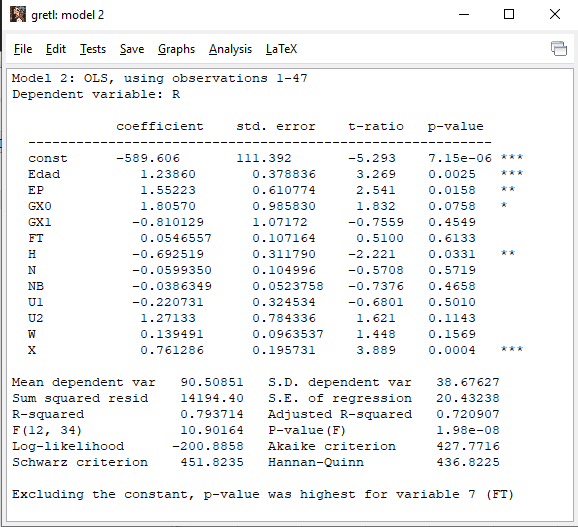 gretl: model 2
File Edit Tests Save Graphs Analysis LaTeX
Model 2: OLS, using observations 1-47
Dependent variable: R
coefficient std. error t-ratio p-value
const -589.606 111.392 -5.293 7.15e-06 ***
Edad 1.23860 0.378836 3.269 0.0025 ***
EP 1.55223 0.610774 2.541 0.0158 **
GX0 1.80570 0.985830 1.832 0.0758 *
GX1 -0.810129 1.07172 -0.7559 0.4549
FT 0.0546557 0.107164 0.5100 0.6133
H -0.692519 0.311790 -2.221 0.0331 **
N -0.0599350 0.104996 -0.5708 0.5719
NB -0.0386349 0.0523758 -0.7376 0.4658
U1 -0.220731 0.324534 -0.6801 0.5010
U2 1.27133 0.784336 1.621 0.1143
W 0.139491 0.0963537 1.448 0.1569
X 0.761286 0.195731 3.889 0.0004 ***
Mean dependent var 90.50851 S.D. dependent var 38.67627
Sum squared resid 14194.40 S.E. of regression 20.43238
R-squared 0.793714 Adjusted R-squared 0.720907
F(12, 34) 10.90164 P-value(F) 1.98e-08
Log-likelihood -200.8858 Akaike criterion 427.7716
Schwarz criterion 451.8235 Hannan-Quinn 436.8225
Excluding the constant, p-value was highest for variable 7 (FT)